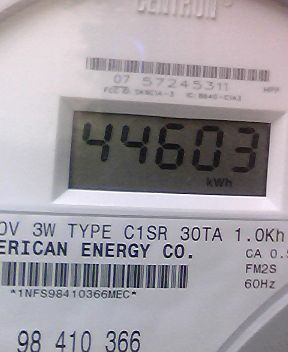 CENTRON®
07 57245311
44603
kWh
0V 3W TYPE C1SR 30TA 1.0Kh
ERICAN ENERGY CO.
CA 0.5
FM2S
60Hz
*1NFS98410366MEC*
98 410 366